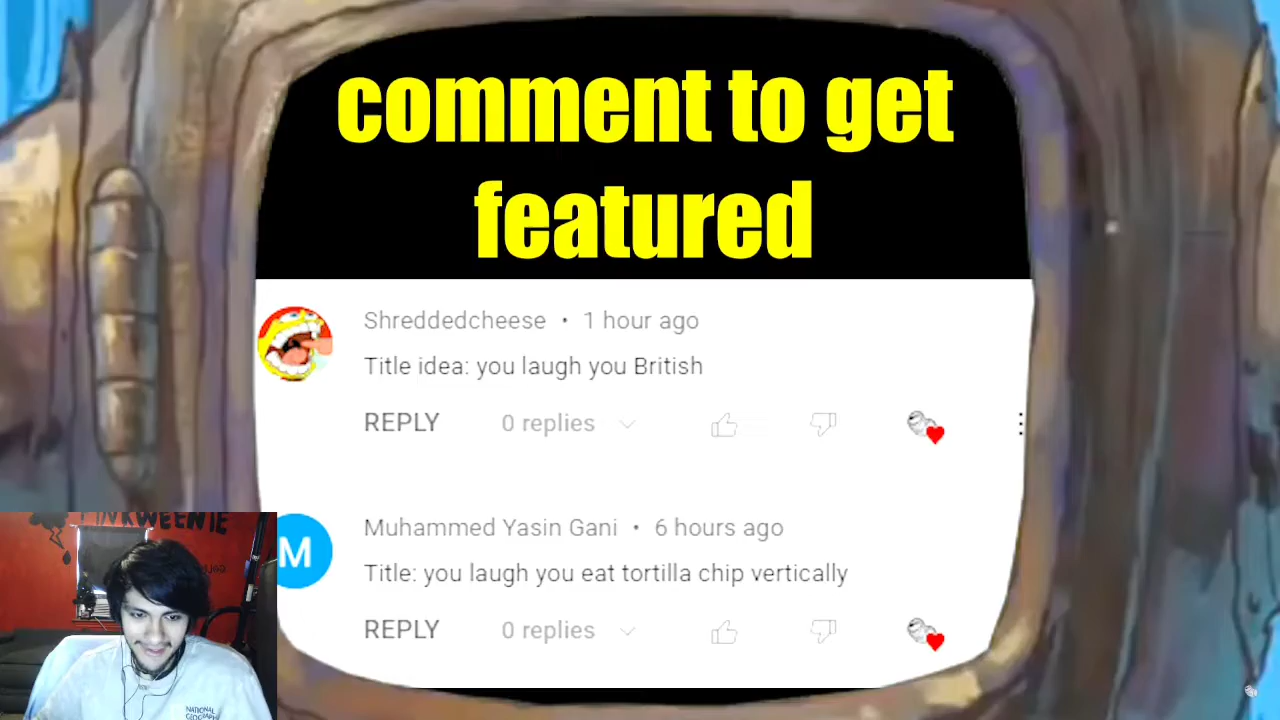 comment to get
featured
Shreddedcheese • 1 hour ago
Title idea: you laugh you British
REPLY 0 replies
M
Muhammed Yasin Gani • 6 hours ago
Title: you laugh you eat tortilla chip vertically
REPLY 0 replies
NATIONAL